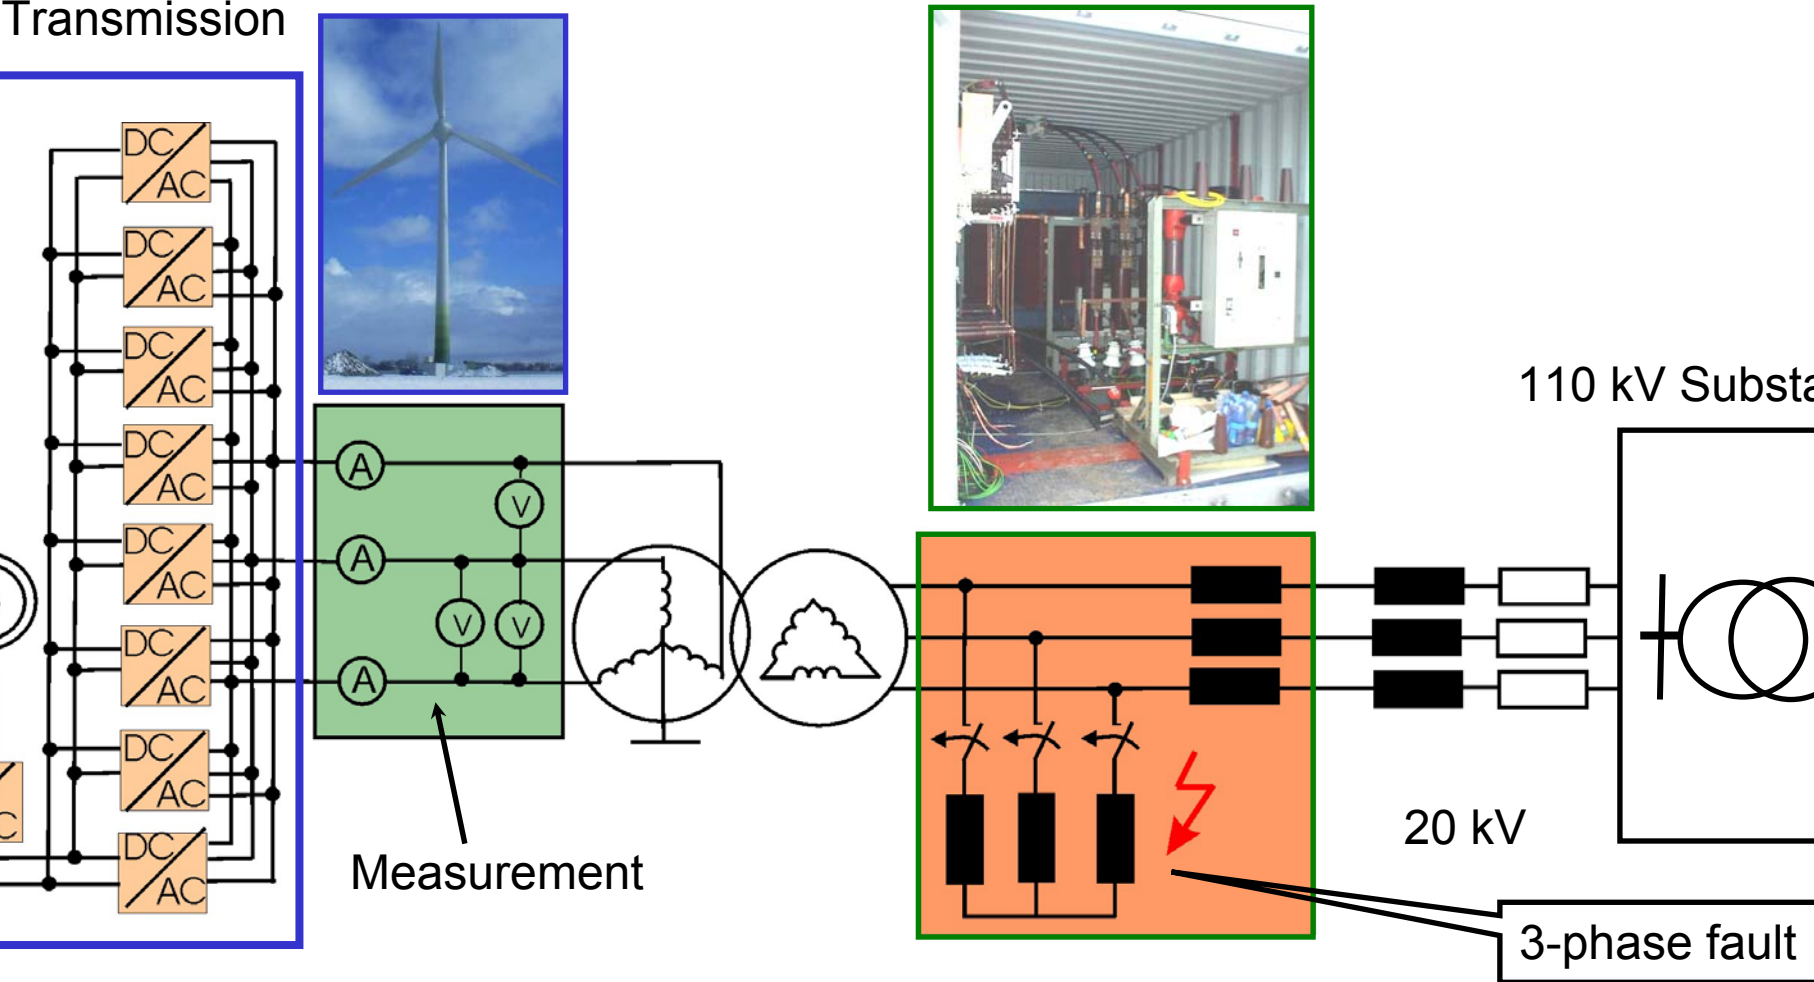 Transmission
DC
AC
DC
AC
DC
AC
DC
AC
DC
AC
DC
AC
DC
AC
DC
AC
C
A
A
A
V
V
V
Measurement
110 kV Substa
20 kV
3-phase fault